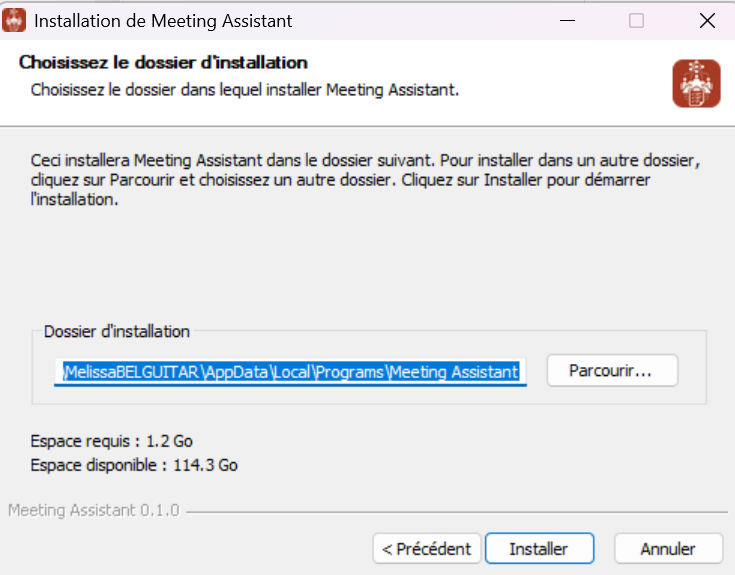 Installation de Meeting Assistant
Choisissez le dossier d'installation
Choisissez le dossier dans lequel installer Meeting Assistant.
Ceci installera Meeting Assistant dans le dossier suivant. Pour installer dans un autre dossier,
cliquez sur Parcourir et choisissez un autre dossier. Cliquez sur Installer pour démarrer
l'installation.
Dossier d'installation
\MelissaBELGUITAR\AppData\Local\Programs\Meeting Assistant
Parcourir...
Espace requis : 1.2 Go
Espace disponible : 114.3 Go
Meeting Assistant 0.1.0
< Précédent
Installer
Annuler